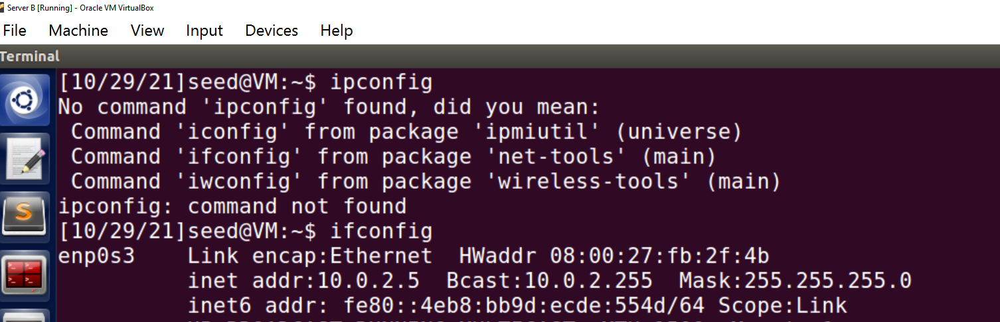 Server B [Running] - Oracle VM VirtualBox
File Machine View Input Devices Help
Terminal
[10/29/21]seed@VM:~$ ipconfig
No command 'ipconfig' found, did you mean:
 Command 'iconfig' from package 'ipmiutil' (universe)
 Command 'ifconfig' from package 'net-tools' (main)
 Command 'iwconfig' from package 'wireless-tools' (main)
ipconfig: command not found
[10/29/21]seed@VM:~$ ifconfig
enp0s3    Link encap:Ethernet  HWaddr 08:00:27:fb:2f:4b
          inet addr:10.0.2.5  Bcast:10.0.2.255  Mask:255.255.255.0
          inet6 addr: fe80::4eb8:bb9d:ecde:554d/64 Scope:Link